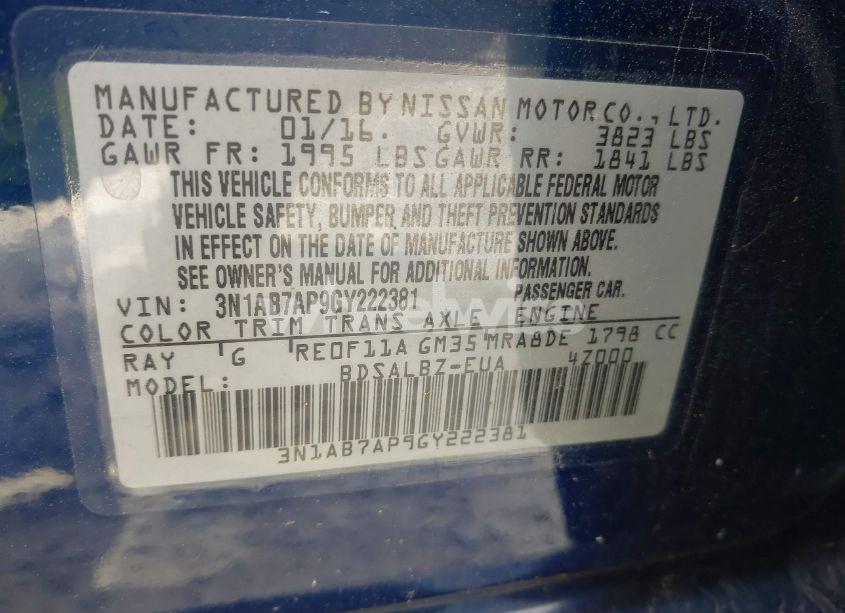 MANUFACTURED BY NISSAN MOTOR CO., LTD.
DATE: 01/16. GVWR: 3823 LBS
GAWR FR: 1995 LBS GAWR RR: 1841 LBS
THIS VEHICLE CONFORMS TO ALL APPLICABLE FEDERAL MOTOR
VEHICLE SAFETY, BUMPER, AND THEFT PREVENTION STANDARDS
IN EFFECT ON THE DATE OF MANUFACTURE SHOWN ABOVE.
SEE OWNER'S MANUAL FOR ADDITIONAL INFORMATION.
VIN: 3N1AB7AP9GY222381 PASSENGER CAR.
COLOR TRIM TRANS AXLE ENGINE
RAY G RE0F11A GM35 MRA8DE 1798 CC
MODEL: BDSALBZ-EUA 4Z000
3N1AB7AP9GY222381